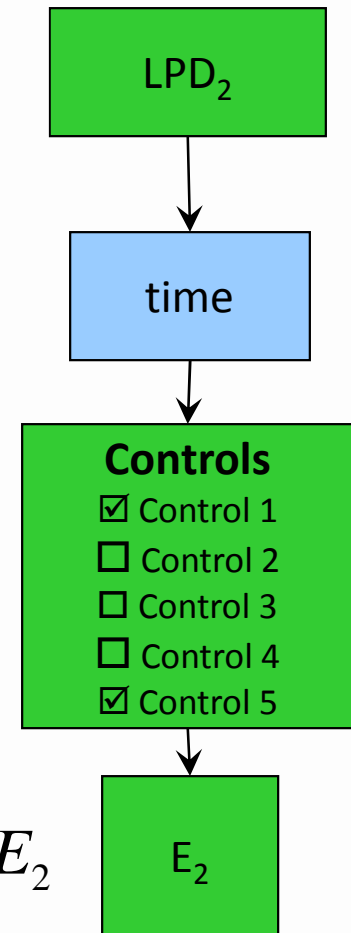 LPD₂
time
Controls
☑ Control 1
☐ Control 2
☐ Control 3
☐ Control 4
☑ Control 5
E₂
E₂